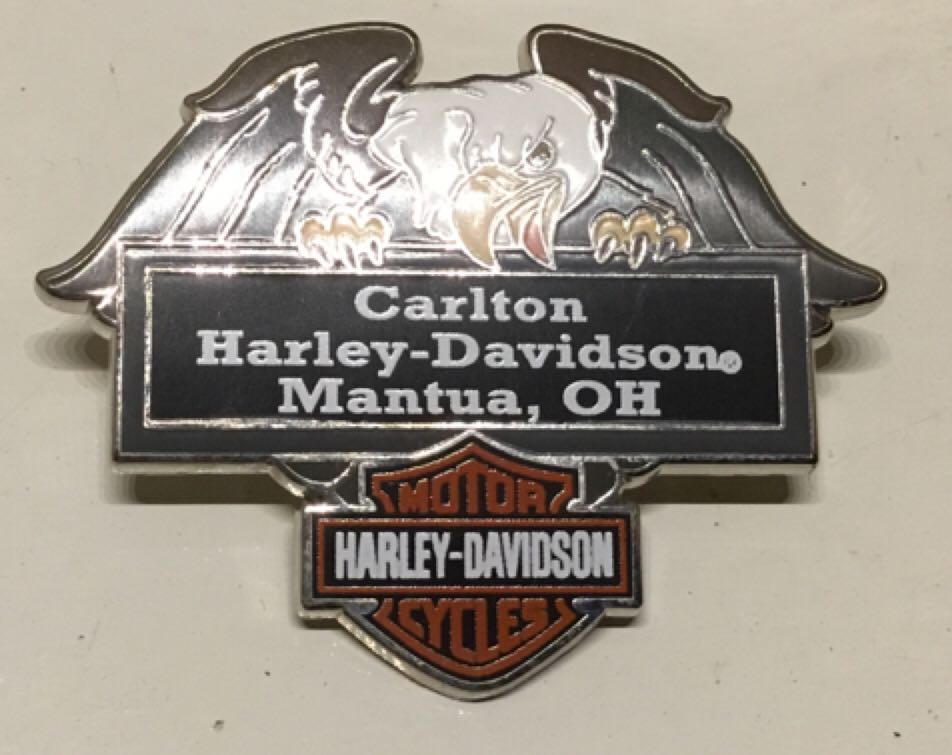 Carlton
Harley-Davidson®
Mantua, OH
MOTOR
HARLEY-DAVIDSON
CYCLES